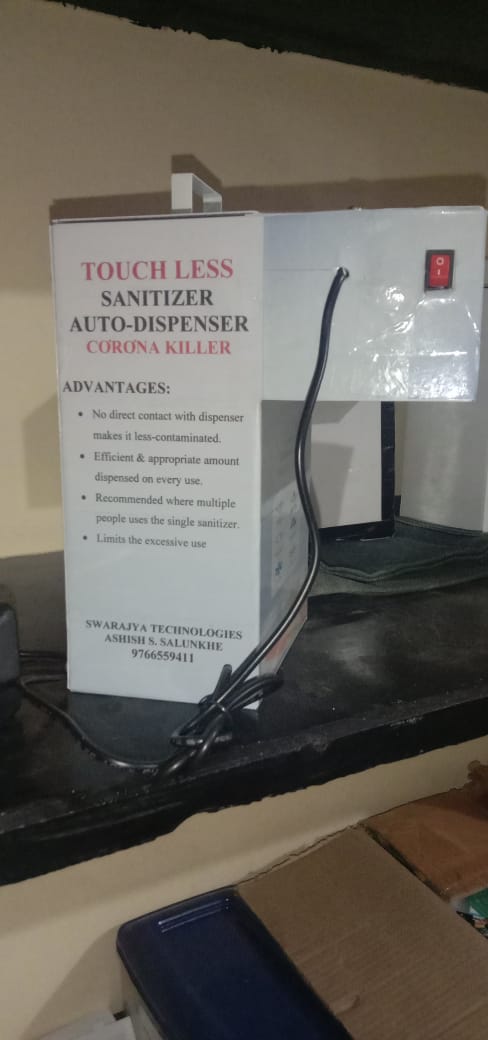 TOUCH LESS
SANITIZER
AUTO-DISPENSER
CORONA KILLER
ADVANTAGES:
• No direct contact with dispenser
makes it less-contaminated.
• Efficient & appropriate amount
dispensed on every use.
• Recommended where multiple
people uses the single sanitizer.
• Limits the excessive use
SWARAJYA TECHNOLOGIES
ASHISH S. SALUNKHE
9766559411